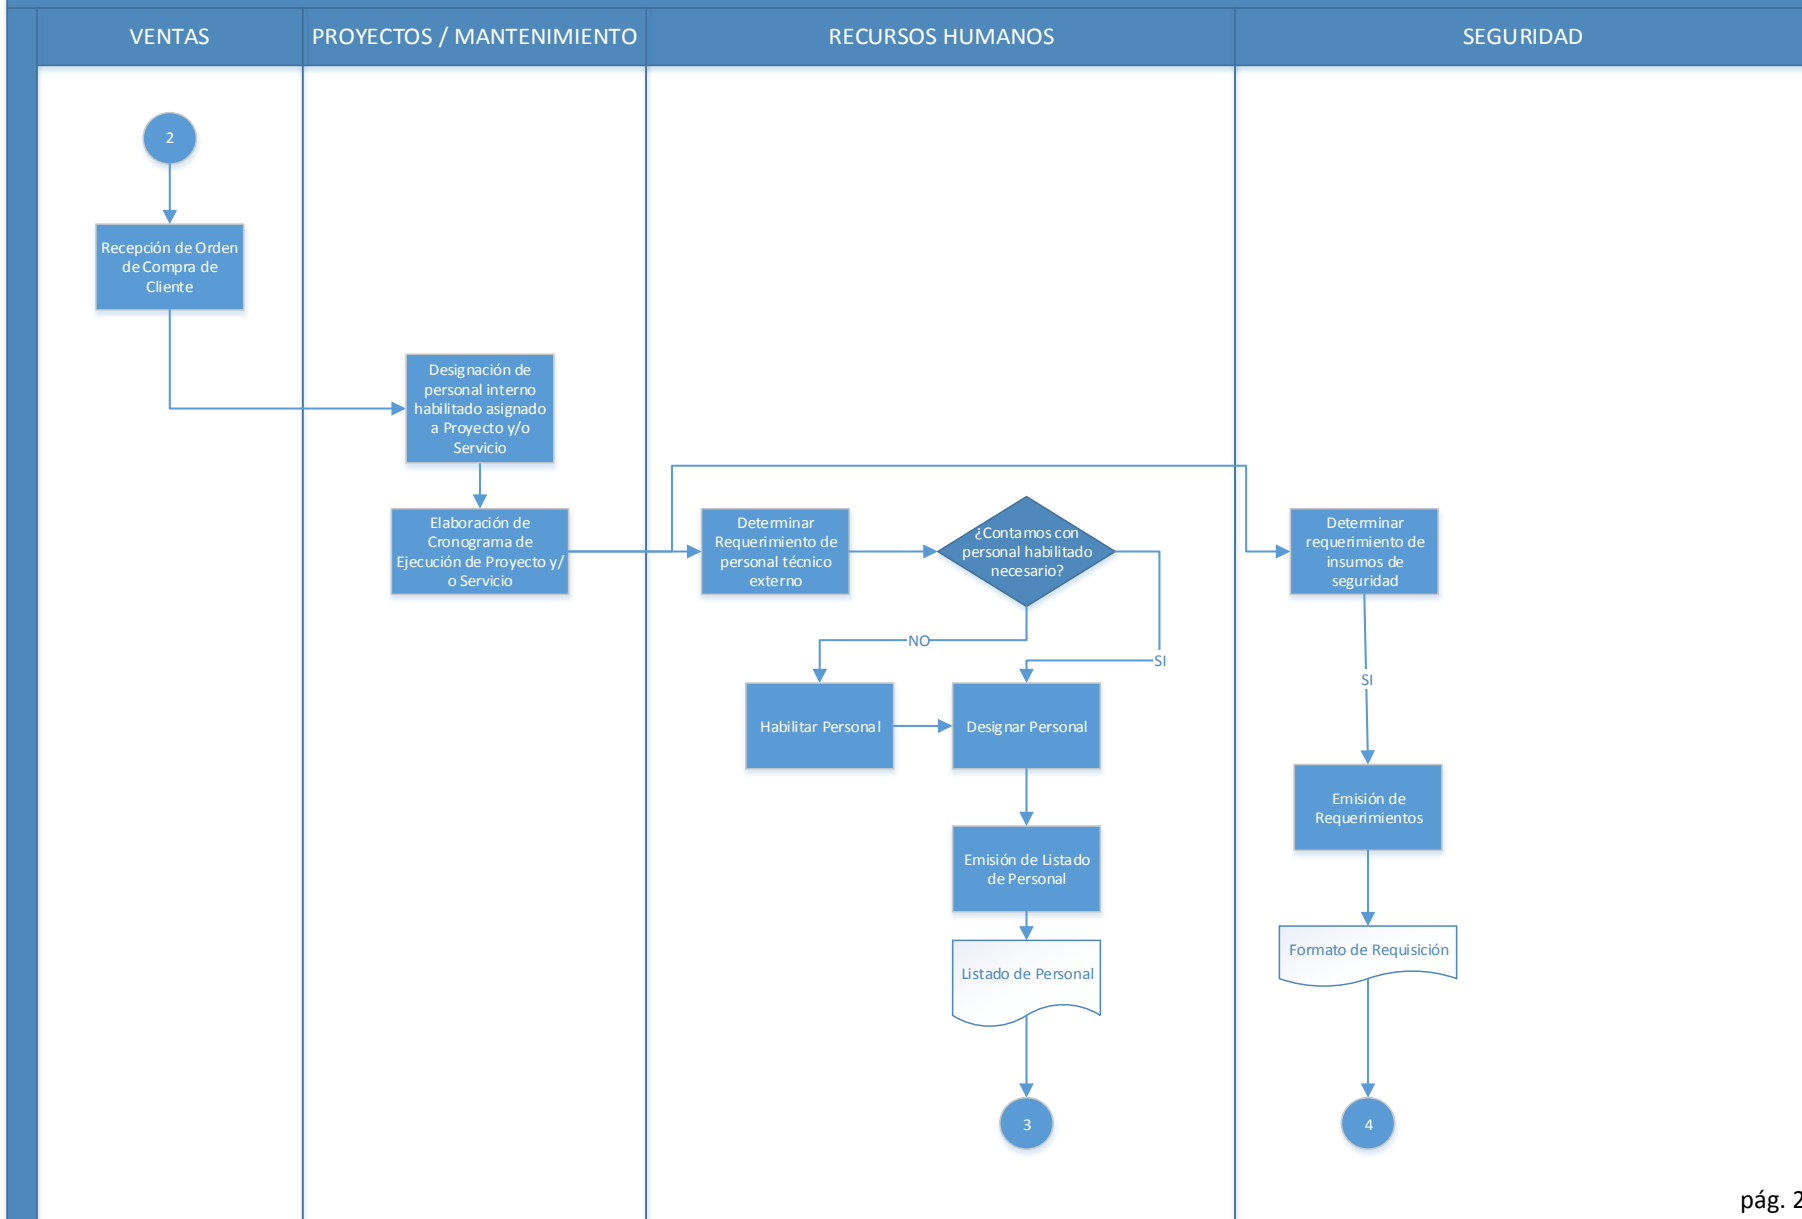 VENTAS
PROYECTOS / MANTENIMIENTO
RECURSOS HUMANOS
SEGURIDAD
2
Recepción de Orden
de Compra de
Cliente
Designación de
personal interno
habilitado asignado
a Proyecto y/o
Servicio
Elaboración de
Cronograma de
Ejecución de Proyecto y/
o Servicio
Determinar
Requerimiento de
personal técnico
externo
¿Contamos con
personal habilitado
necesario?
NO
SI
Habilitar Personal
Designar Personal
Emisión de Listado
de Personal
Listado de Personal
3
Determinar
requerimiento de
insumos de
seguridad
SI
Emisión de
Requerimientos
Formato de Requisición
4
pág. 2